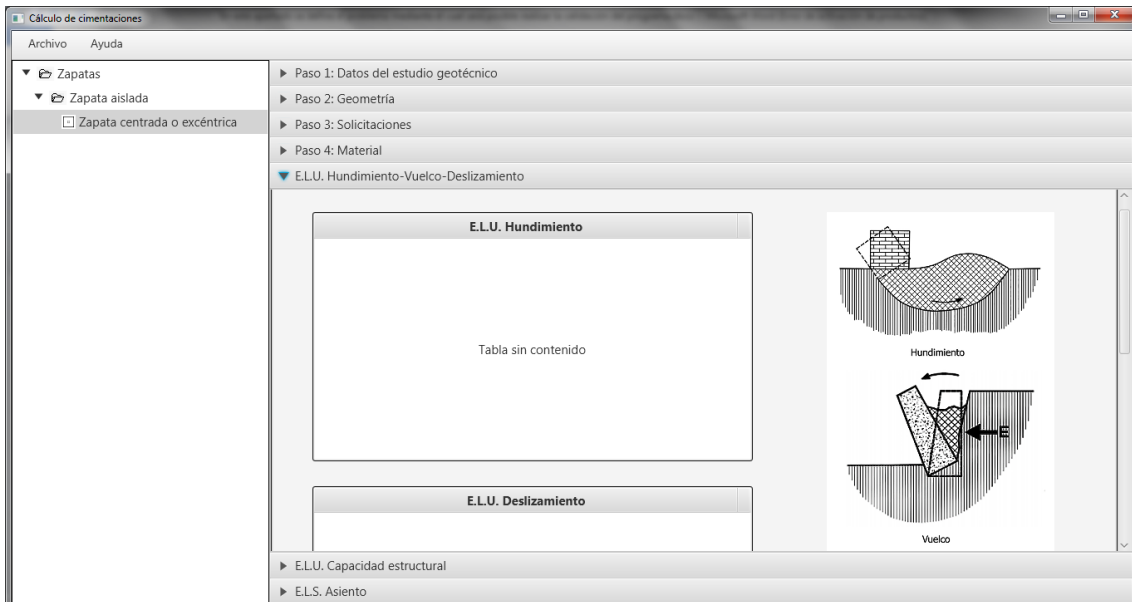 Cálculo de cimentaciones
Archivo Ayuda
Zapatas
Zapata aislada
Zapata centrada o excéntrica
Paso 1: Datos del estudio geotécnico
Paso 2: Geometría
Paso 3: Solicitaciones
Paso 4: Material
E.L.U. Hundimiento-Vuelco-Deslizamiento
E.L.U. Hundimiento
Tabla sin contenido
E.L.U. Deslizamiento
Hundimiento
E
Vuelco
E.L.U. Capacidad estructural
E.L.S. Asiento